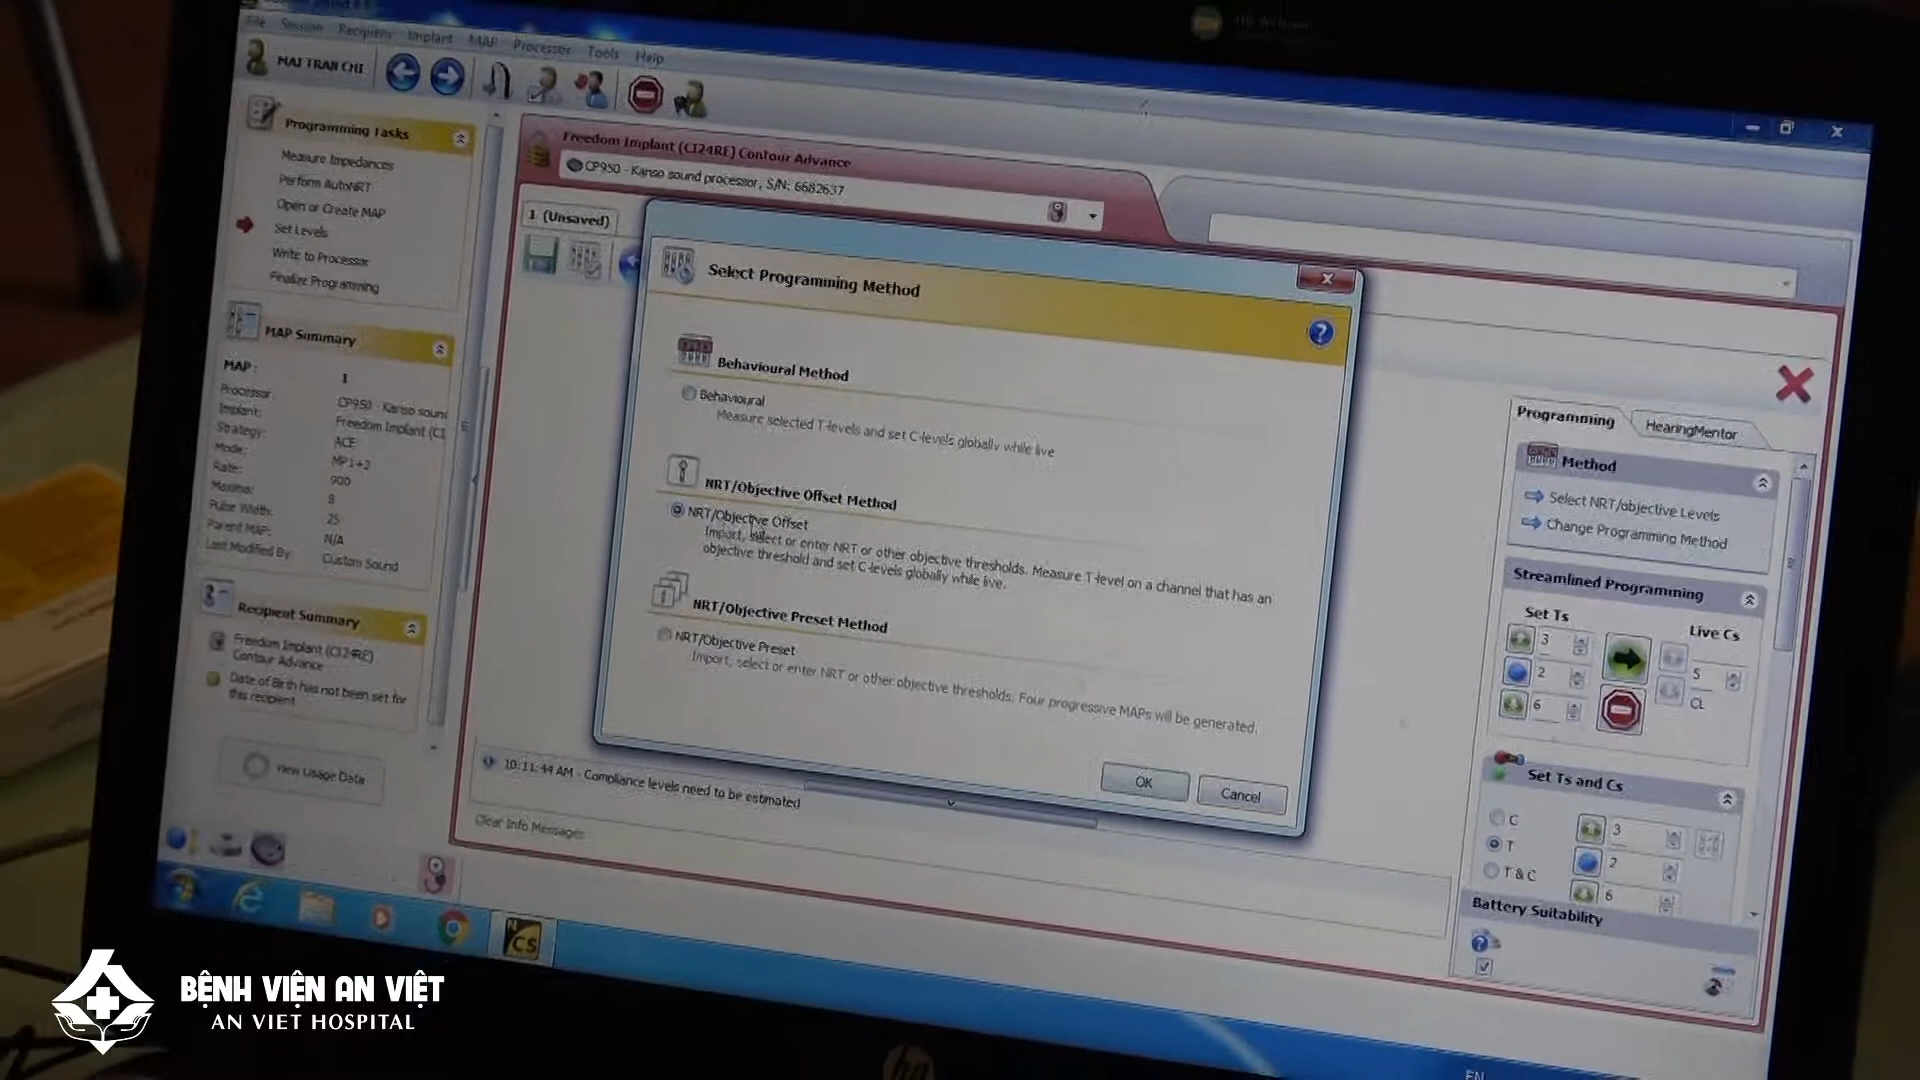 File Session Recipient Implant MAP Processor Tools Help
MAI TRAN CHI
Programming Tasks
Measure Impedances
Perform AutoNRT
Open or Create MAP
Set Levels
Write to Processor
Finalize Programming
MAP Summary
MAP: 1
Processor: CP950 - Kanso soun
Implant: Freedom Implant (CI
Strategy: ACE
Mode: MP1+2
Rate: 900
Maxima: 8
Pulse Width: 25
Parent MAP: N/A
Last Modified By: Custom Sound
Recipient Summary
Freedom Implant (CI24RE)
Contour Advance
Date of Birth has not been set for
this recipient
View Usage Data
Freedom Implant (CI24RE) Contour Advance
CP950 - Kanso sound processor, S/N: 6682637
1 (Unsaved)
Select Programming Method
Behavioural Method
Behavioural
Measure selected T-levels and set C-levels globally while live
NRT/Objective Offset Method
NRT/Objective Offset
Import, select or enter NRT or other objective thresholds. Measure T-level on a channel that has an
objective threshold and set C-levels globally while live.
NRT/Objective Preset Method
NRT/Objective Preset
Import, select or enter NRT or other objective thresholds. Four progressive MAPs will be generated.
OK
Cancel
10:11:44 AM - Compliance levels need to be estimated
Clear Info Messages
Programming
HearingMentor
Method
Select NRT/objective Levels
Change Programming Method
Streamlined Programming
Set Ts
Live Cs
3
2
6
5
CL
Set Ts and Cs
C
T
T & C
3
2
6
Battery Suitability
CS
EN
hp
BỆNH VIỆN AN VIỆT
AN VIET HOSPITAL